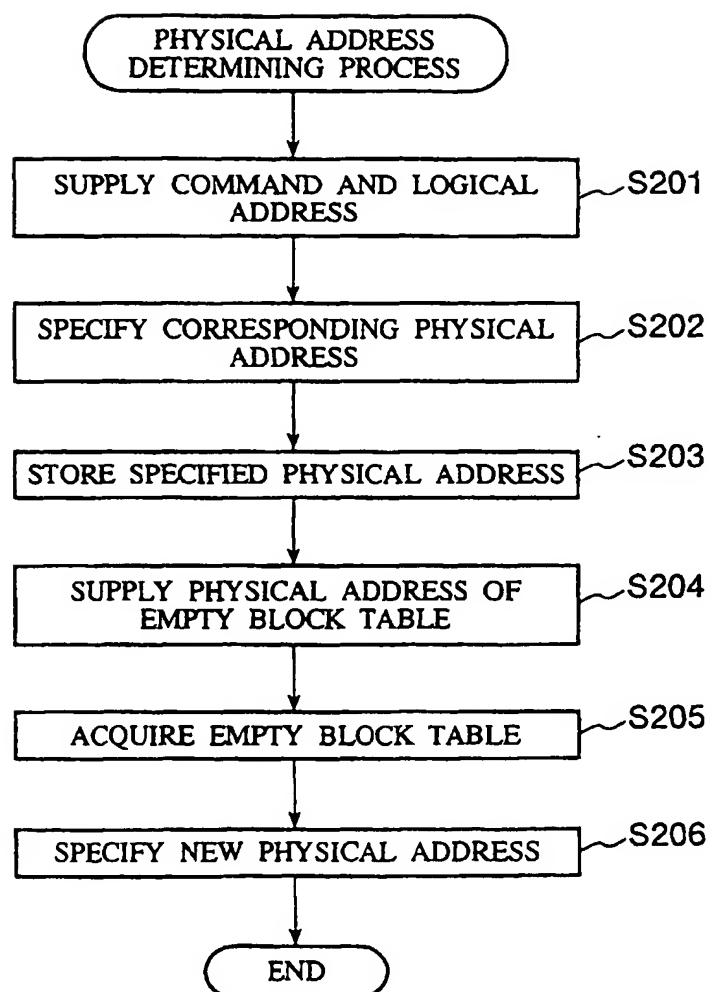 PHYSICAL ADDRESS
DETERMINING PROCESS
SUPPLY COMMAND AND LOGICAL
ADDRESS
S201
SPECIFY CORRESPONDING PHYSICAL
ADDRESS
S202
STORE SPECIFIED PHYSICAL ADDRESS
S203
SUPPLY PHYSICAL ADDRESS OF
EMPTY BLOCK TABLE
S204
ACQUIRE EMPTY BLOCK TABLE
S205
SPECIFY NEW PHYSICAL ADDRESS
S206
END